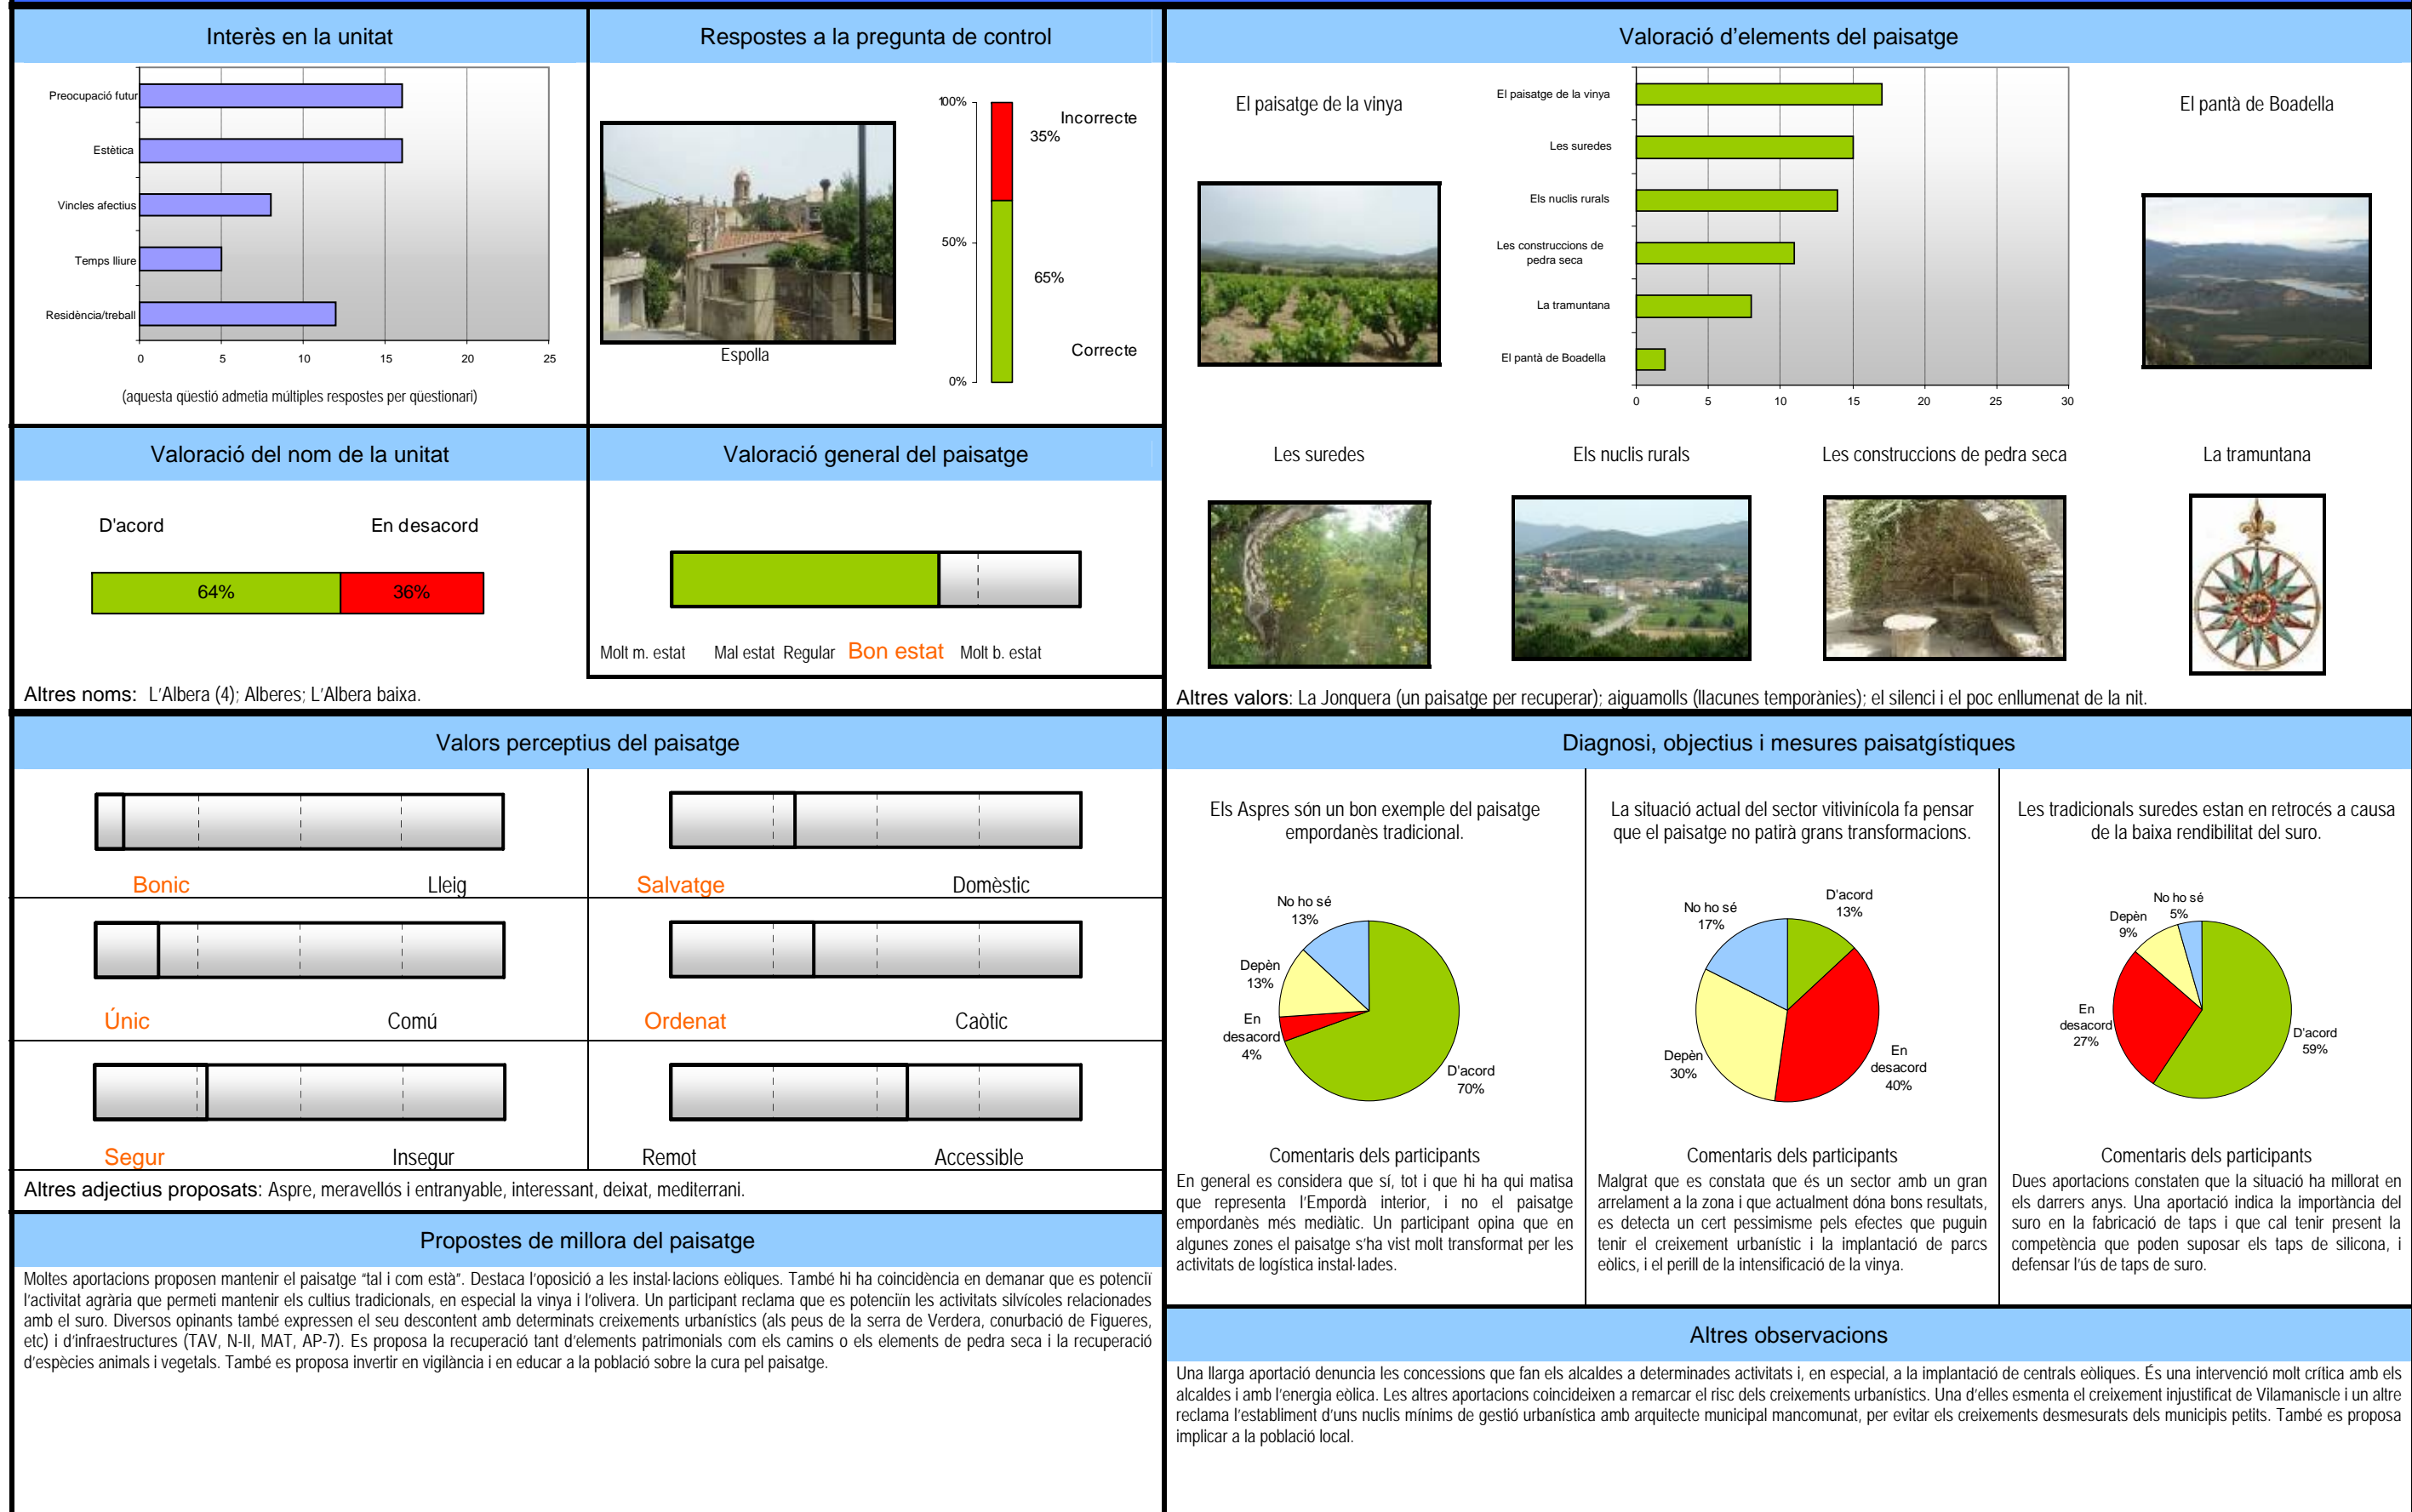 Interès en la unitat
Preocupació futur
Estètica
Vincles afectius
Temps lliure
Residència/treball
0 5 10 15 20 25
(aquesta qüestió admetia múltiples respostes per qüestionari)
Respostes a la pregunta de control
Espolla
100%
50%
0%
Incorrecte
35%
65%
Correcte
Valoració d'elements del paisatge
El paisatge de la vinya
El paisatge de la vinya
Les suredes
Els nuclis rurals
Les construccions de
pedra seca
La tramuntana
El pantà de Boadella
0 5 10 15 20 25 30
El pantà de Boadella
Les suredes
Els nuclis rurals
Les construccions de pedra seca
La tramuntana
Altres valors: La Jonquera (un paisatge per recuperar); aiguamolls (llacunes temporànies); el silenci i el poc enllumenat de la nit.
Valoració del nom de la unitat
D'acord En desacord
64% 36%
Altres noms: L'Albera (4); Alberes; L'Albera baixa.
Valoració general del paisatge
Molt m. estat Mal estat Regular Bon estat Molt b. estat
Valors perceptius del paisatge
Bonic Lleig
Salvatge Domèstic
Únic Comú
Ordenat Caòtic
Segur Insegur
Remot Accessible
Altres adjectius proposats: Aspre, meravellós i entranyable, interessant, deixat, mediterrani.
Propostes de millora del paisatge
Moltes aportacions proposen mantenir el paisatge "tal i com està". Destaca l'oposició a les instal·lacions eòliques. També hi ha coincidència en demanar que es potenciï
l'activitat agrària que permeti mantenir els cultius tradicionals, en especial la vinya i l'olivera. Un participant reclama que es potenciïn les activitats silvícoles relacionades
amb el suro. Diversos opinants també expressen el seu descontent amb determinats creixements urbanístics (als peus de la serra de Verdera, conurbació de Figueres,
etc) i d'infraestructures (TAV, N-II, MAT, AP-7). Es proposa la recuperació tant d'elements patrimonials com els camins o els elements de pedra seca i la recuperació
d'espècies animals i vegetals. També es proposa invertir en vigilància i en educar a la població sobre la cura pel paisatge.
Diagnosi, objectius i mesures paisatgístiques
Els Aspres són un bon exemple del paisatge
empordanès tradicional.
No ho sé
13%
Depèn
13%
En
desacord
4%
D'acord
70%
Comentaris dels participants
En general es considera que sí, tot i que hi ha qui matisa
que representa l'Empordà interior, i no el paisatge
empordanès més mediàtic. Un participant opina que en
algunes zones el paisatge s'ha vist molt transformat per les
activitats de logística instal·lades.
La situació actual del sector vitivinícola fa pensar
que el paisatge no patirà grans transformacions.
D'acord
13%
No ho sé
17%
Depèn
30%
En
desacord
40%
Comentaris dels participants
Malgrat que es constata que és un sector amb un gran
arrelament a la zona i que actualment dóna bons resultats,
es detecta un cert pessimisme pels efectes que puguin
tenir el creixement urbanístic i la implantació de parcs
eòlics, i el perill de la intensificació de la vinya.
Les tradicionals suredes estan en retrocés a causa
de la baixa rendibilitat del suro.
No ho sé
5%
Depèn
9%
En
desacord
27%
D'acord
59%
Comentaris dels participants
Dues aportacions constaten que la situació ha millorat en
els darrers anys. Una aportació indica la importància del
suro en la fabricació de taps i que cal tenir present la
competència que poden suposar els taps de silicona, i
defensar l'ús de taps de suro.
Altres observacions
Una llarga aportació denuncia les concessions que fan els alcaldes a determinades activitats i, en especial, a la implantació de centrals eòliques. És una intervenció molt crítica amb els
alcaldes i amb l'energia eòlica. Les altres aportacions coincideixen a remarcar el risc dels creixements urbanístics. Una d'elles esmenta el creixement injustificat de Vilamaniscle i un altre
reclama l'establiment d'uns nuclis mínims de gestió urbanística amb arquitecte municipal mancomunat, per evitar els creixements desmesurats dels municipis petits. També es proposa
implicar a la població local.